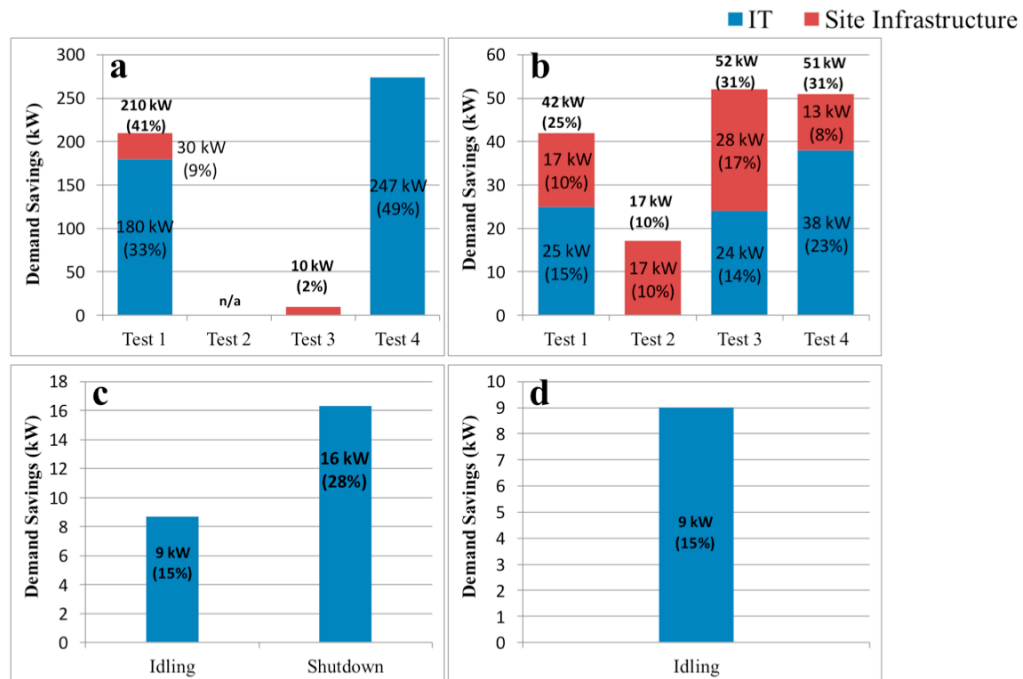 IT Site Infrastructure
a
Demand Savings (kW)
300
250
200
150
100
50
0
210 kW
(41%)
30 kW
(9%)
180 kW
(33%)
n/a
10 kW
(2%)
247 kW
(49%)
Test 1 Test 2 Test 3 Test 4
b
Demand Savings (kW)
60
50
40
30
20
10
0
42 kW
(25%)
17 kW
(10%)
25 kW
(15%)
17 kW
(10%)
17 kW
(10%)
52 kW
(31%)
28 kW
(17%)
24 kW
(14%)
51 kW
(31%)
13 kW
(8%)
38 kW
(23%)
Test 1 Test 2 Test 3 Test 4
c
Demand Savings (kW)
18
16
14
12
10
8
6
4
2
0
9 kW
(15%)
16 kW
(28%)
Idling Shutdown
d
Demand Savings (kW)
10
9
8
7
6
5
4
3
2
1
0
9 kW
(15%)
Idling